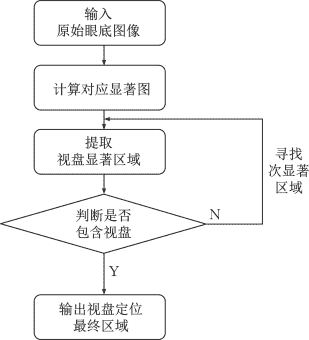 输入
原始眼底图像
计算对应显著图
提取
视盘显著区域
寻找
次显著
区域
判断是否
包含视盘
N
Y
输出视盘定位
最终区域